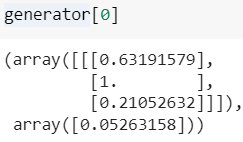 generator[0]
(array([[[0.63191579],
[1.        ],
[0.21052632]]]),
array([0.05263158]))